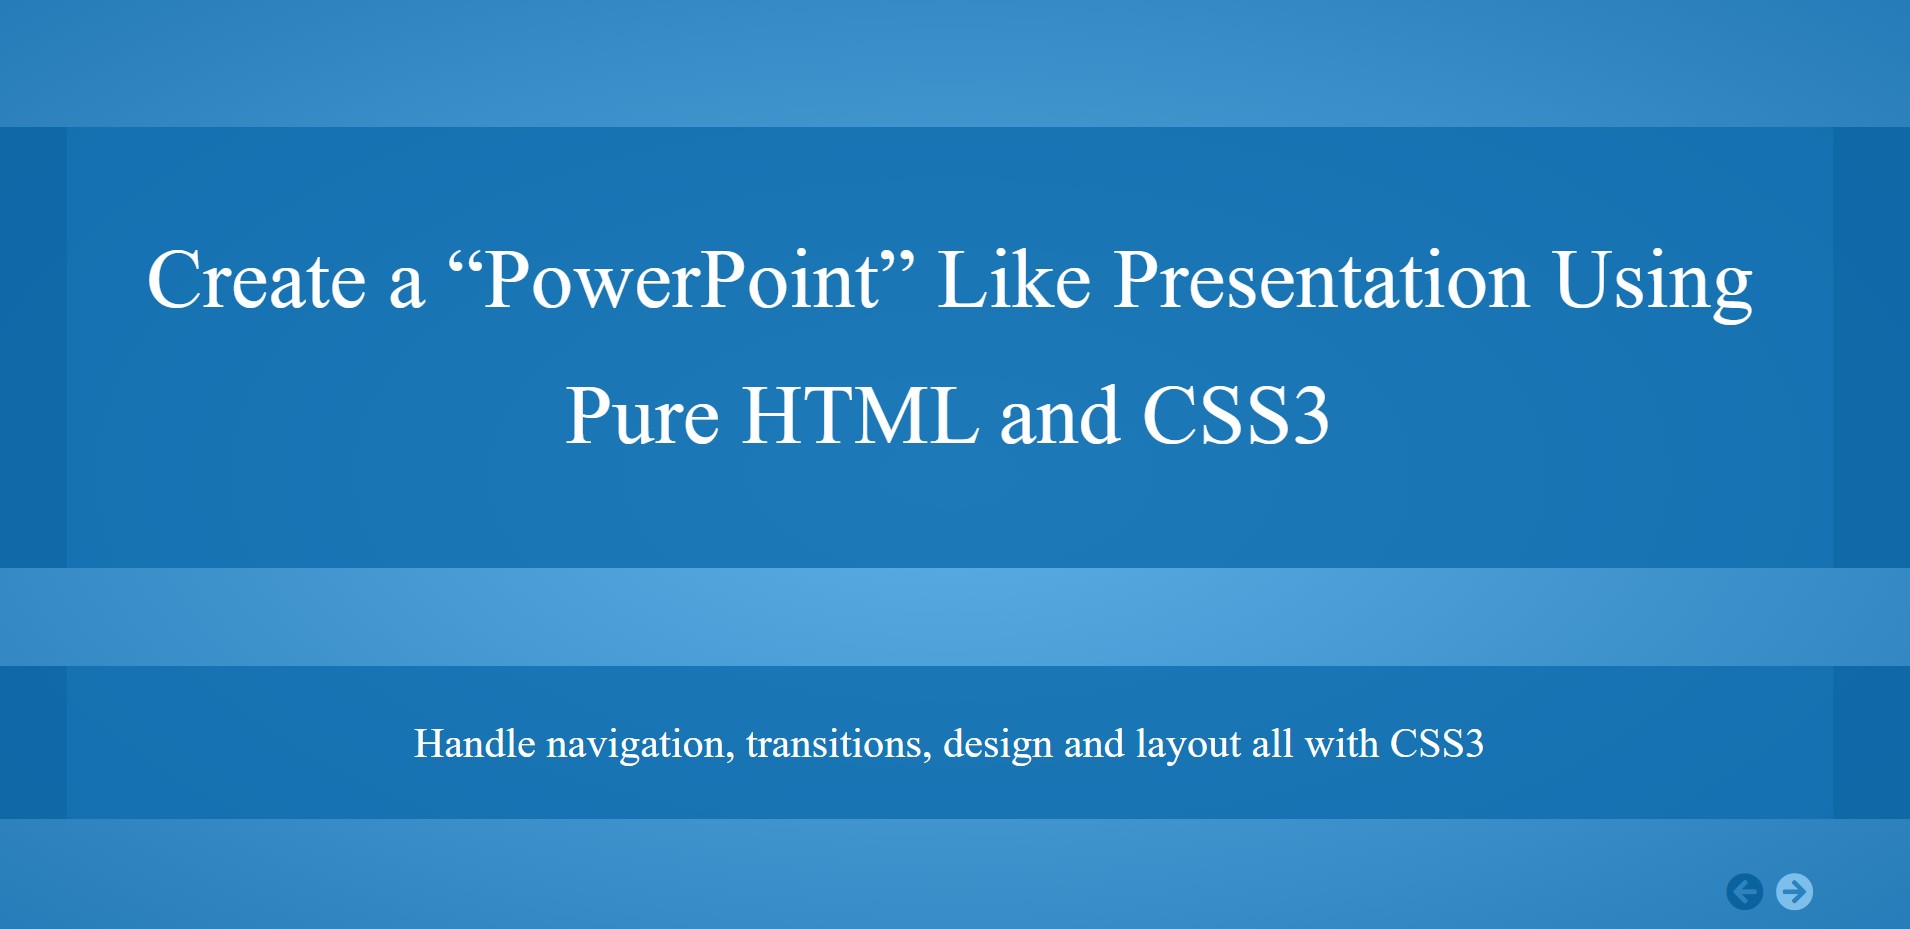 Create a “PowerPoint” Like Presentation Using
Pure HTML and CSS3
Handle navigation, transitions, design and layout all with CSS3